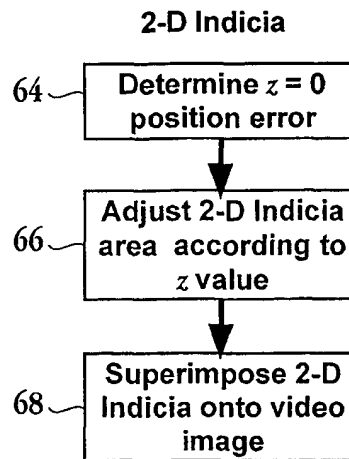 2-D Indicia
64
Determine z = 0
position error
66
Adjust 2-D Indicia
area according to
z value
68
Superimpose 2-D
Indicia onto video
image